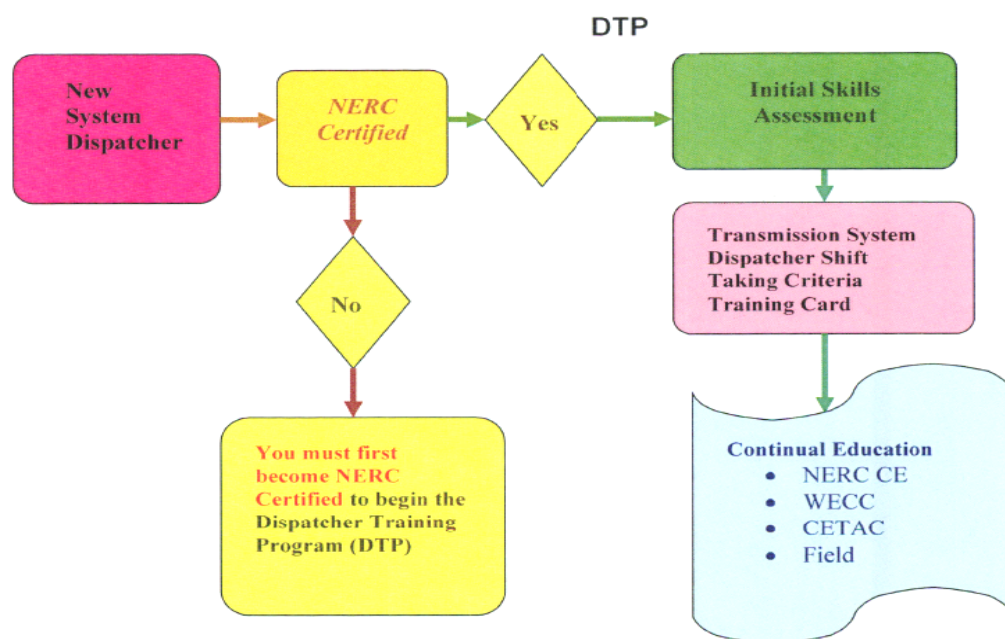 DTP
New
System
Dispatcher
NERC
Certified
Yes
Initial Skills
Assessment
No
Transmission System
Dispatcher Shift
Taking Criteria
Training Card
You must first
become NERC
Certified to begin the
Dispatcher Training
Program (DTP)
Continual Education
• NERC CE
• WECC
• CETAC
• Field